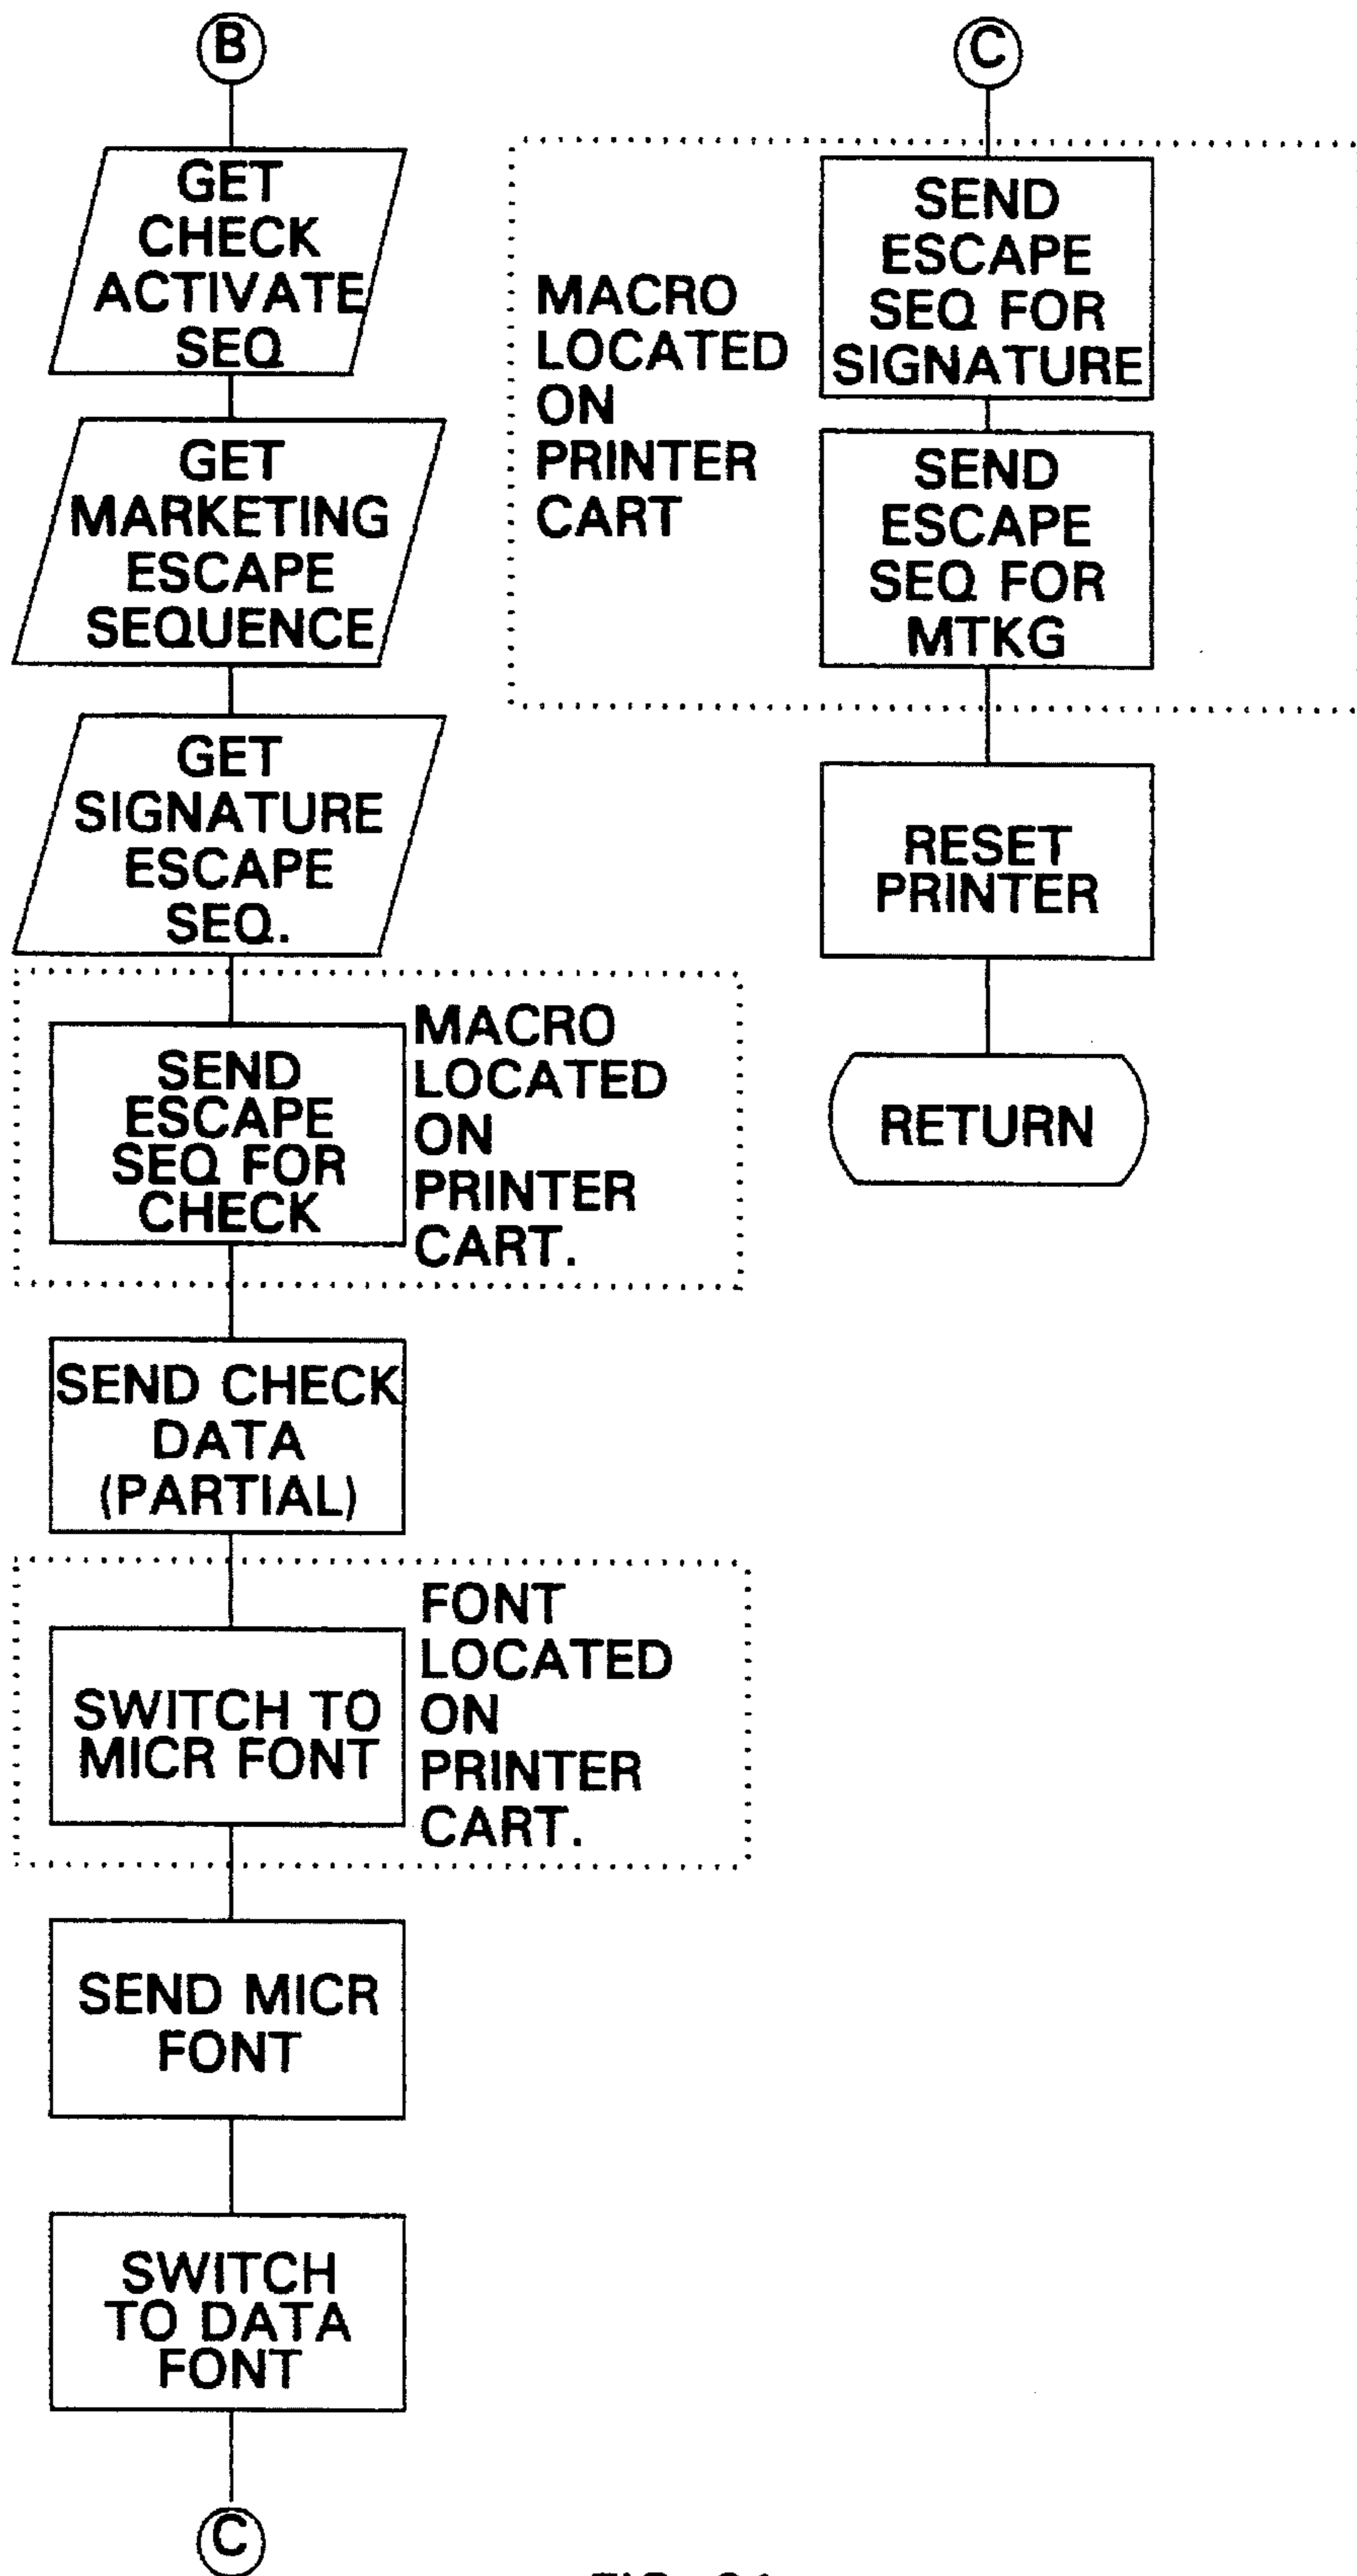 B
GET
CHECK
ACTIVATE
SEQ
GET
MARKETING
ESCAPE
SEQUENCE
GET
SIGNATURE
ESCAPE
SEQ.
SEND
ESCAPE
SEQ FOR
CHECK
MACRO
LOCATED
ON
PRINTER
CART.
SEND CHECK
DATA
(PARTIAL)
SWITCH TO
MICR FONT
FONT
LOCATED
ON
PRINTER
CART.
SEND MICR
FONT
SWITCH
TO DATA
FONT
C
C
MACRO
LOCATED
ON
PRINTER
CART
SEND
ESCAPE
SEQ FOR
SIGNATURE
SEND
ESCAPE
SEQ FOR
MTKG
RESET
PRINTER
RETURN